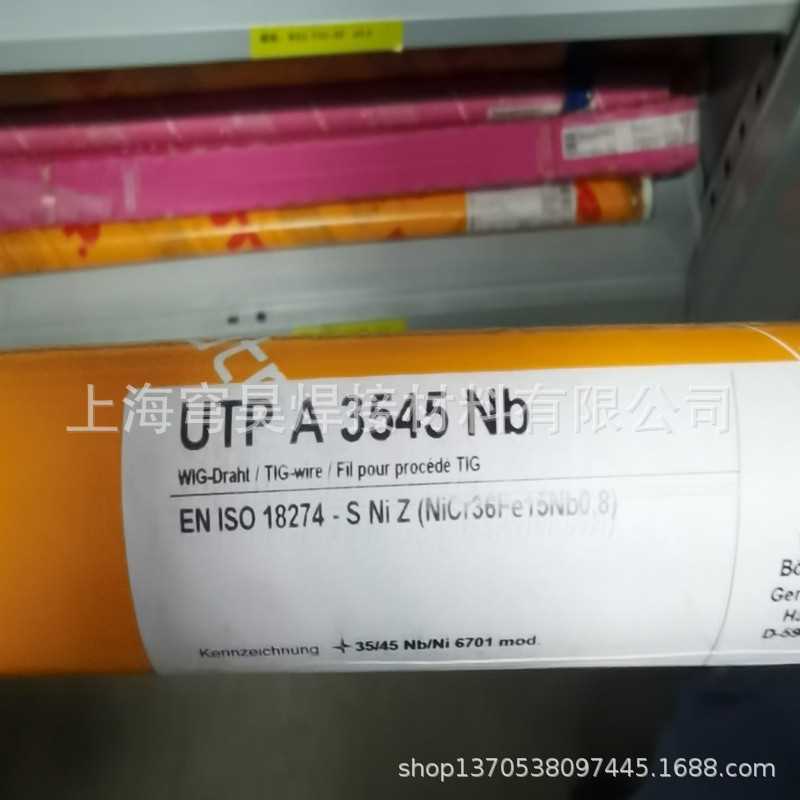 上海富昊焊接材料有限公司
UTP A 3545 Nb
WIG-Draht / TIG-wire / Fil pour procéde TIG
EN ISO 18274 - S Ni Z (NiCr36Fe15Nb0,8)
Kennzeichnung 35/45 Nb/Ni 6701 mod.
shop1370538097445.1688.com